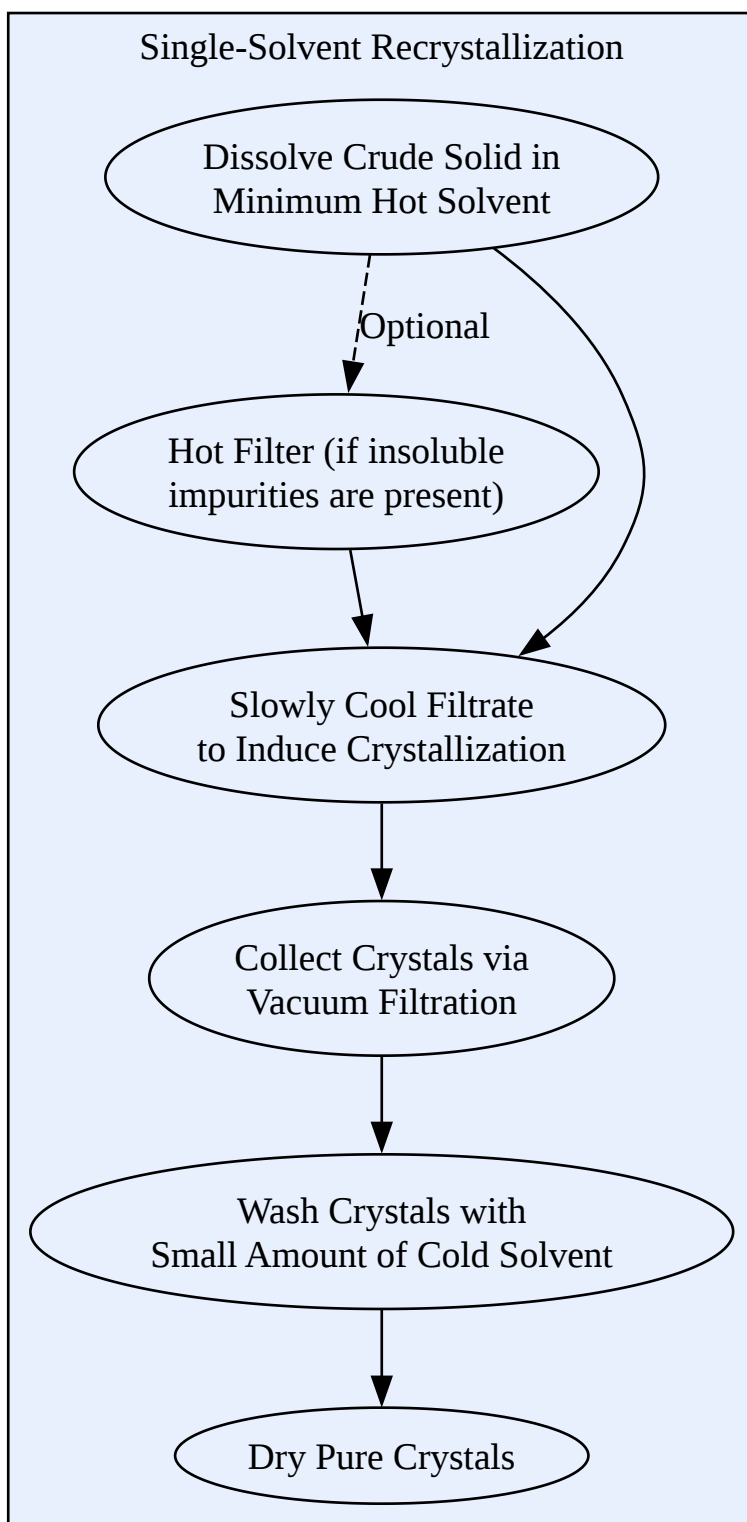 Single-Solvent Recrystallization
Dissolve Crude Solid in
Minimum Hot Solvent
Optional
Hot Filter (if insoluble
impurities are present)
Slowly Cool Filtrate
to Induce Crystallization
Collect Crystals via
Vacuum Filtration
Wash Crystals with
Small Amount of Cold Solvent
Dry Pure Crystals